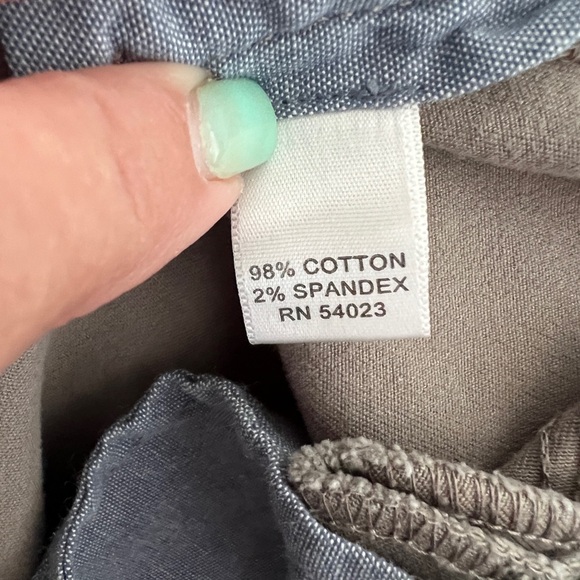 98% COTTON
2% SPANDEX
RN 54023